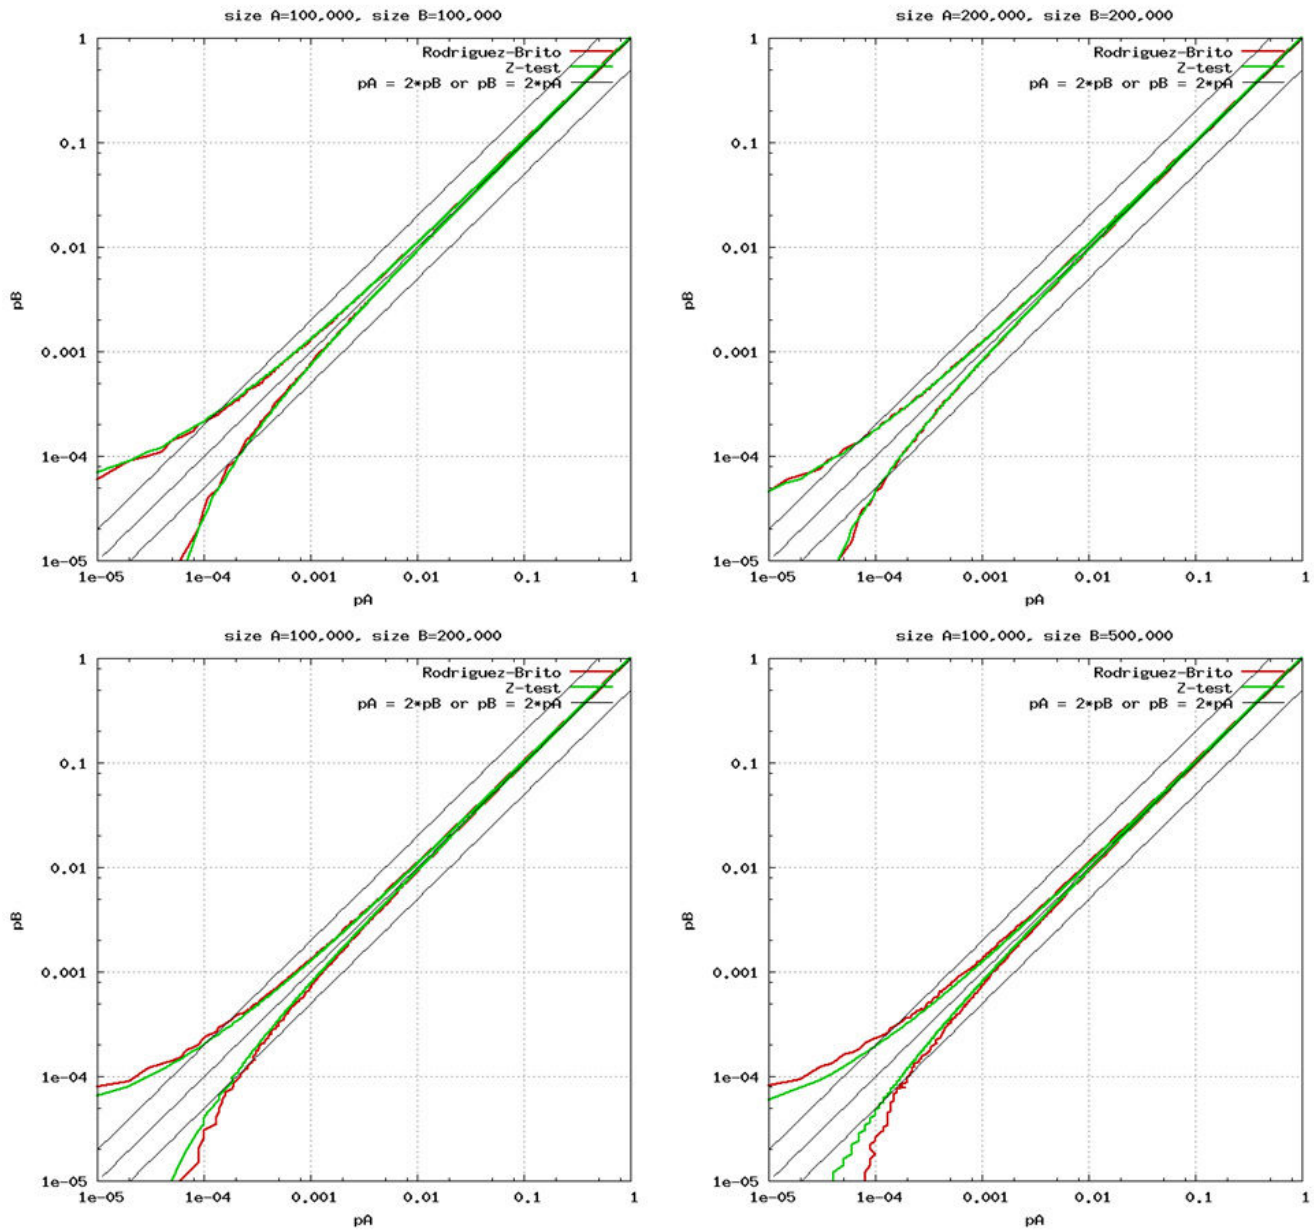 size A=100,000, size B=100,000
1
Rodriguez-Brito
Z-test
pA = 2*pB or pB = 2*pA
0.1
0.01
pB
0.001
1e-04
1e-05
1e-05 1e-04 0.001 0.01 0.1 1
pA
size A=200,000, size B=200,000
1
Rodriguez-Brito
Z-test
pA = 2*pB or pB = 2*pA
0.1
0.01
pB
0.001
1e-04
1e-05
1e-05 1e-04 0.001 0.01 0.1 1
pA
size A=100,000, size B=200,000
1
Rodriguez-Brito
Z-test
pA = 2*pB or pB = 2*pA
0.1
0.01
pB
0.001
1e-04
1e-05
1e-05 1e-04 0.001 0.01 0.1 1
pA
size A=100,000, size B=500,000
1
Rodriguez-Brito
Z-test
pA = 2*pB or pB = 2*pA
0.1
0.01
pB
0.001
1e-04
1e-05
1e-05 1e-04 0.001 0.01 0.1 1
pA